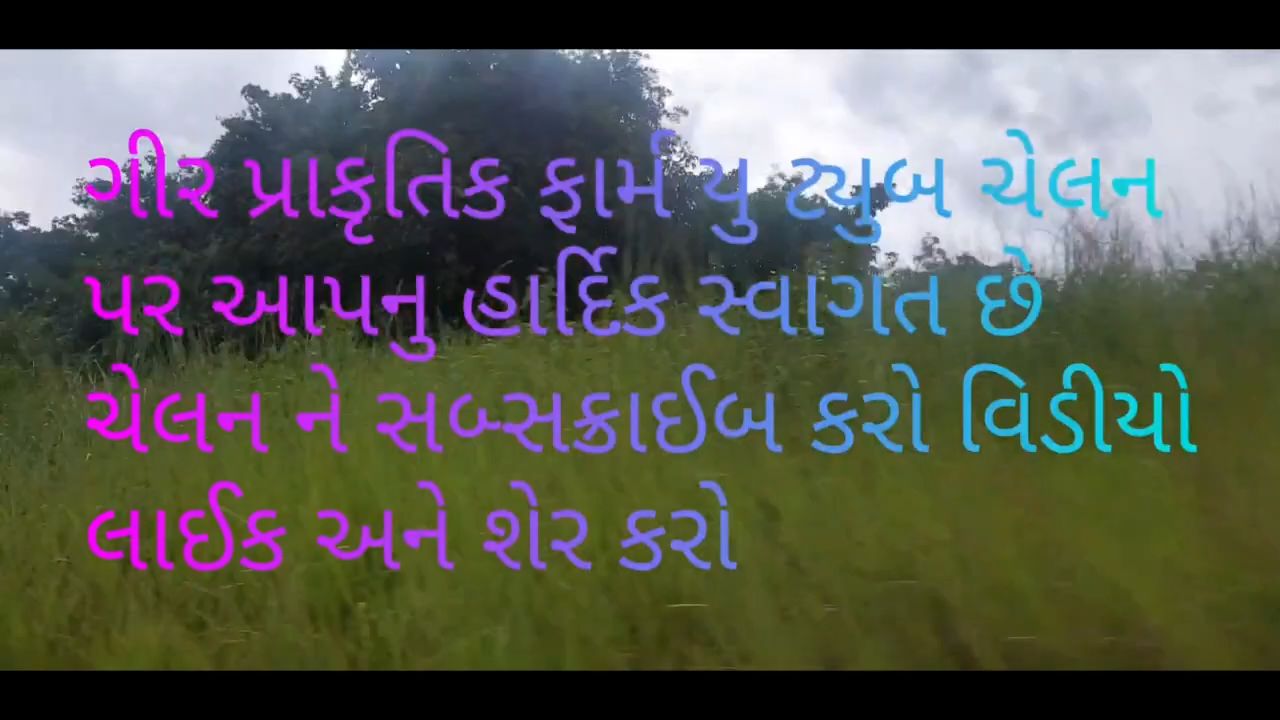 ગીર પ્રાકૃતિક ફાર્મ યુ ટ્યુબ ચેલન
પર આપનુ હાર્દિક સ્વાગત છે
ચેલન ને સબ્સક્રાઈબ કરો વિડીયો
લાઈક અને શેર કરો